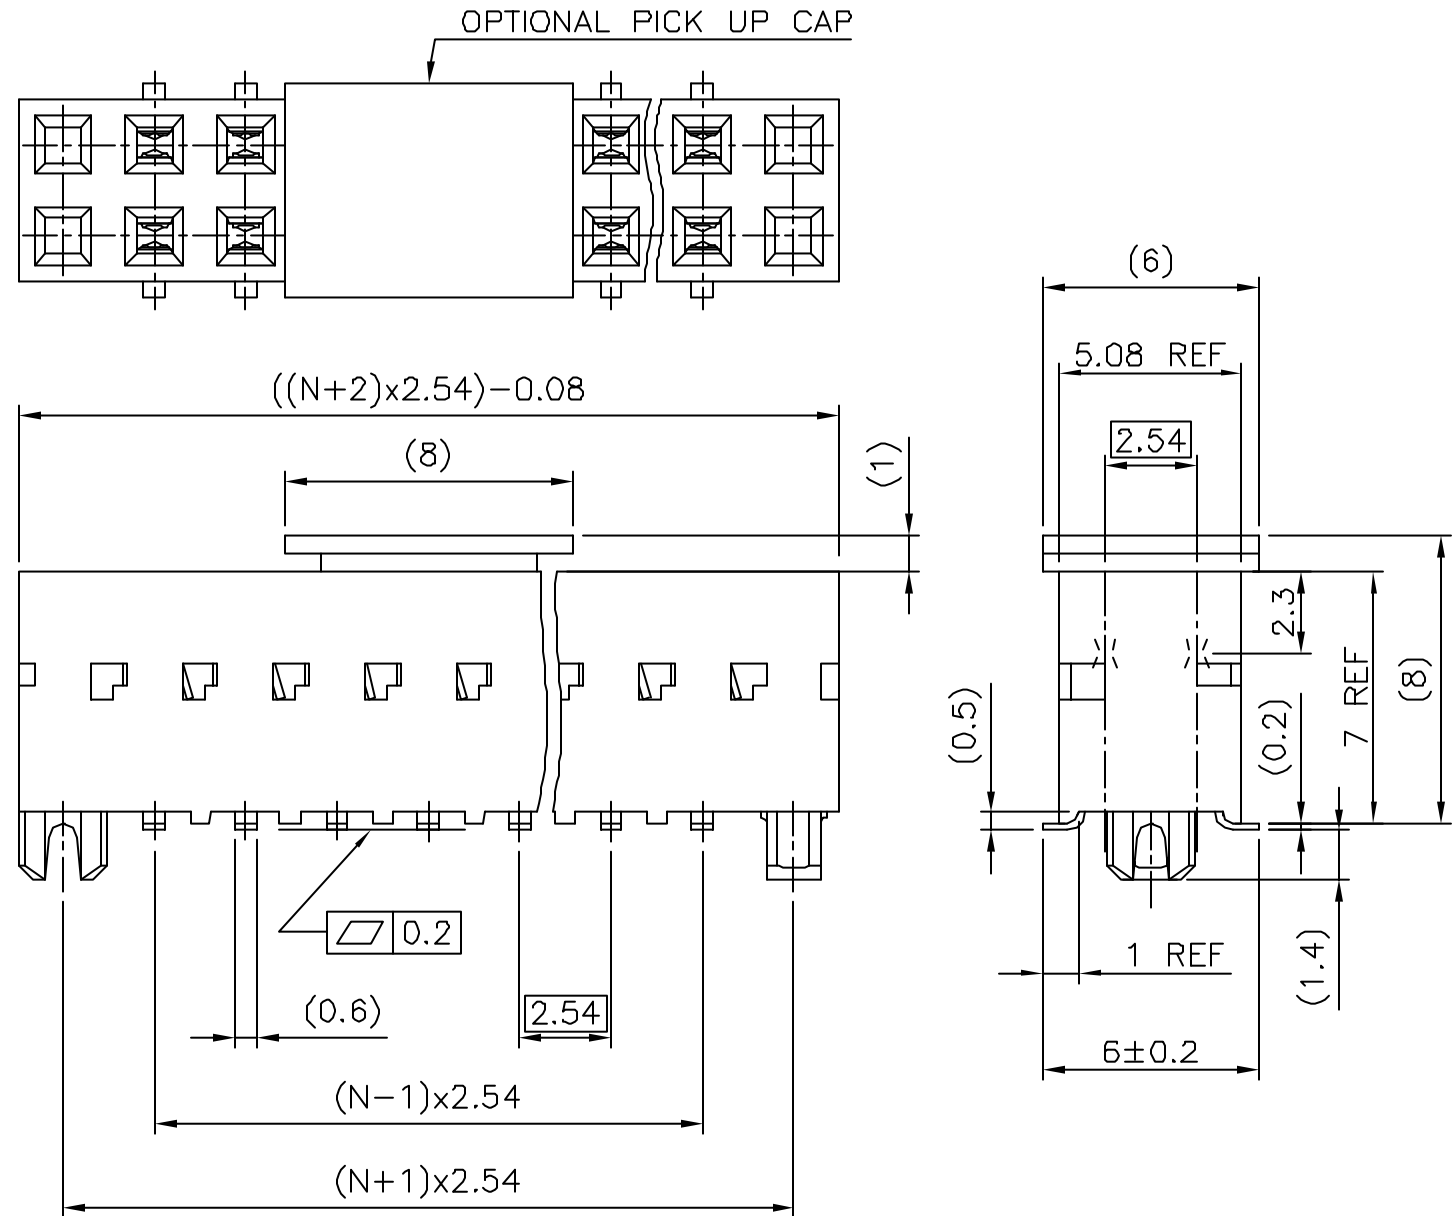 OPTIONAL PICK UP CAP
(6)
5.08 REF
((N+2)x2.54)-0.08
2.54
(8)
(1)
2.3
7 REF
(8)
(0.5)
(0.2)
0.2
1 REF
(1.4)
(0.6)
2.54
6±0.2
(N-1)x2.54
(N+1)x2.54